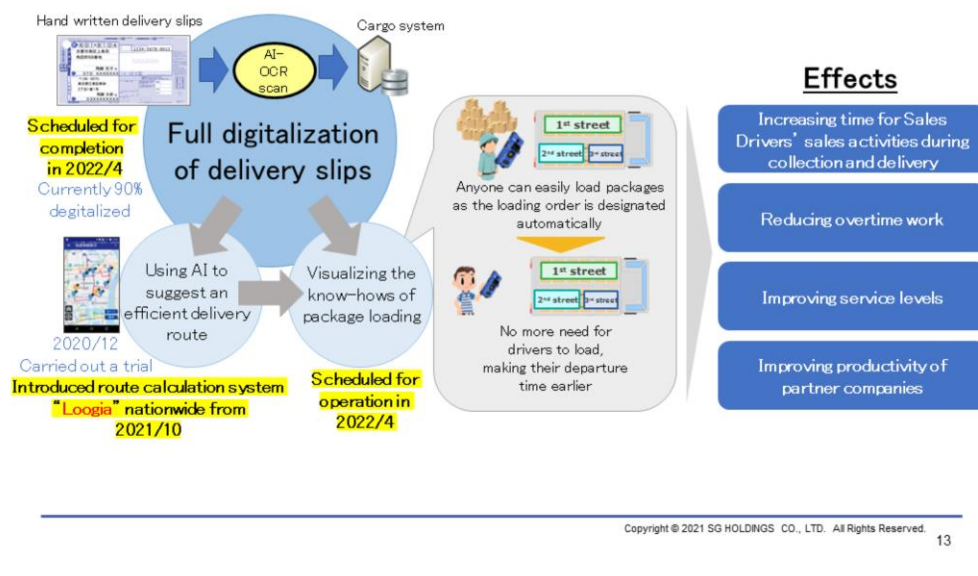 Hand written delivery slips
Cargo system
AI-
OCR
scan
Effects
Scheduled for
completion
in 2022/4
Currently 90%
degitalized
Full digitalization
of delivery slips
1st street
2nd street
3rd street
Anyone can easily load packages
as the loading order is designated
automatically
1st street
2nd street
3rd street
No more need for
drivers to load,
making their departure
time earlier
Increasing time for Sales
Drivers' sales activities during
collection and delivery
Reducing overtime work
Improving service levels
Improving productivity of
partner companies
Using AI to
suggest an
efficient delivery
route
Visualizing the
know-hows of
package loading
2020/12
Carried out a trial
Introduced route calculation system
"Loogia" nationwide from
2021/10
Scheduled for
operation in
2022/4
Copyright © 2021 SG HOLDINGS CO., LTD. All Rights Reserved.
13